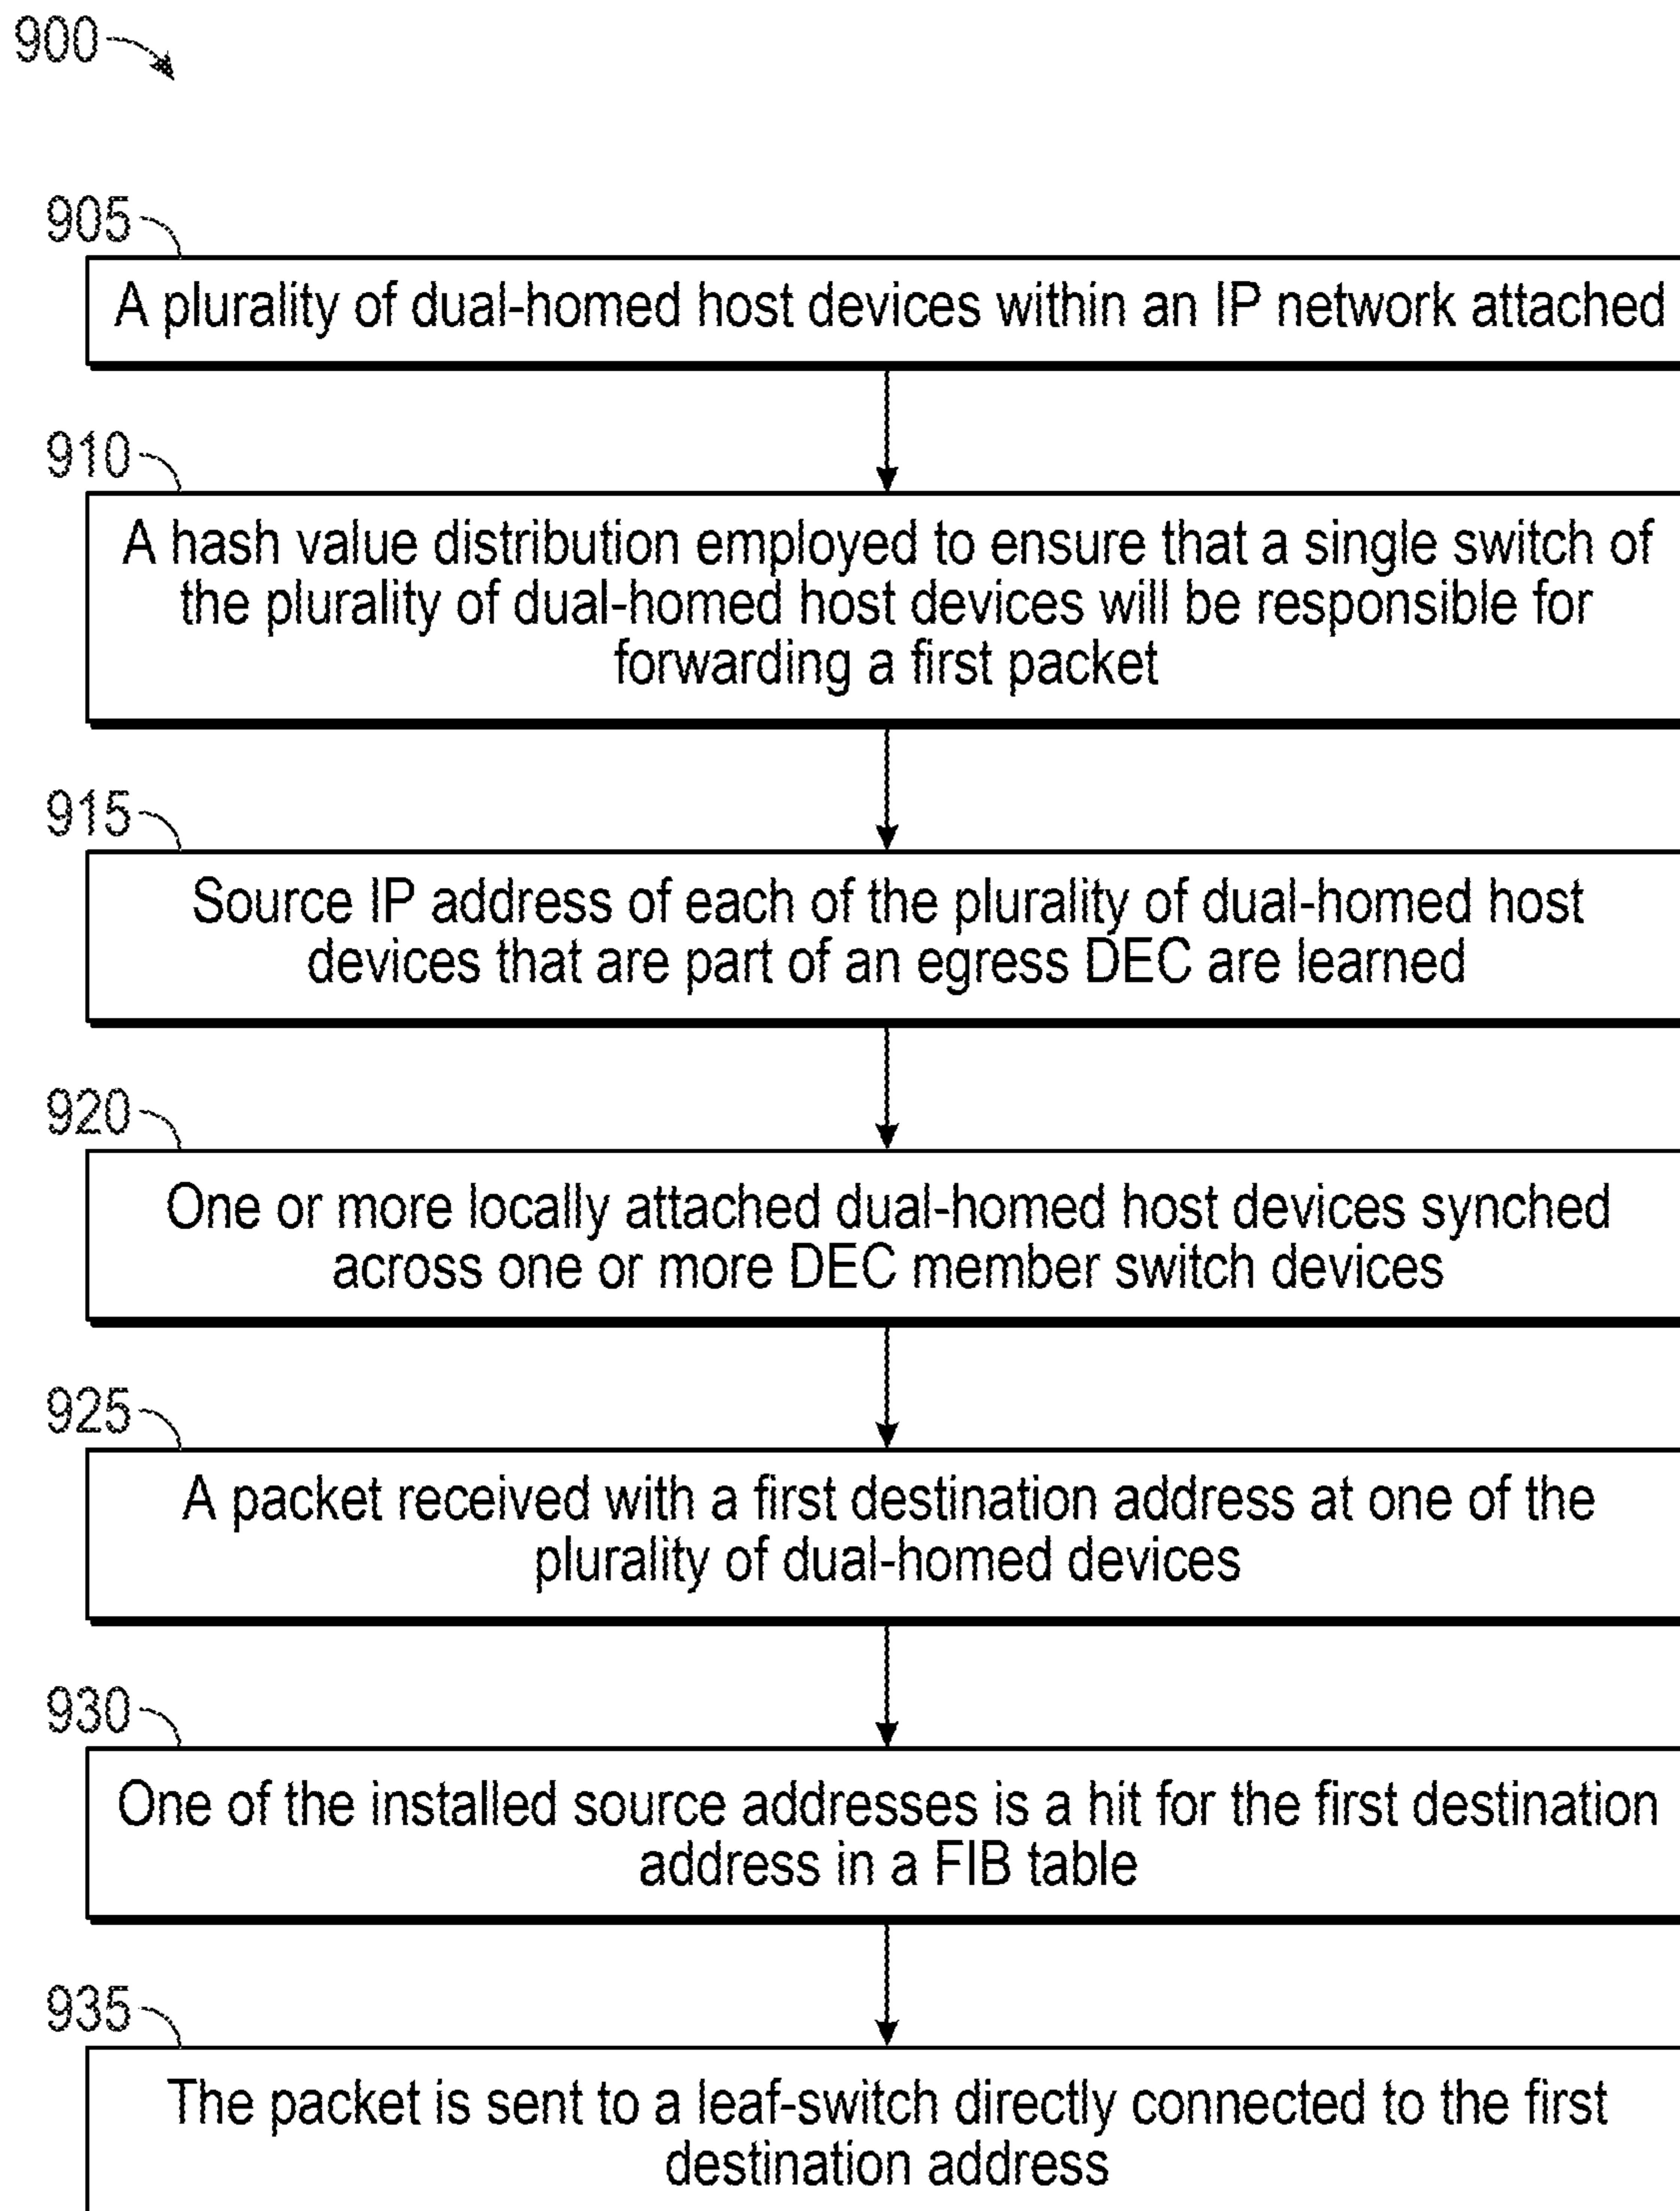 900
905
A plurality of dual-homed host devices within an IP network attached
910
A hash value distribution employed to ensure that a single switch of
the plurality of dual-homed host devices will be responsible for
forwarding a first packet
915
Source IP address of each of the plurality of dual-homed host
devices that are part of an egress DEC are learned
920
One or more locally attached dual-homed host devices synched
across one or more DEC member switch devices
925
A packet received with a first destination address at one of the
plurality of dual-homed devices
930
One of the installed source addresses is a hit for the first destination
address in a FIB table
935
The packet is sent to a leaf-switch directly connected to the first
destination address